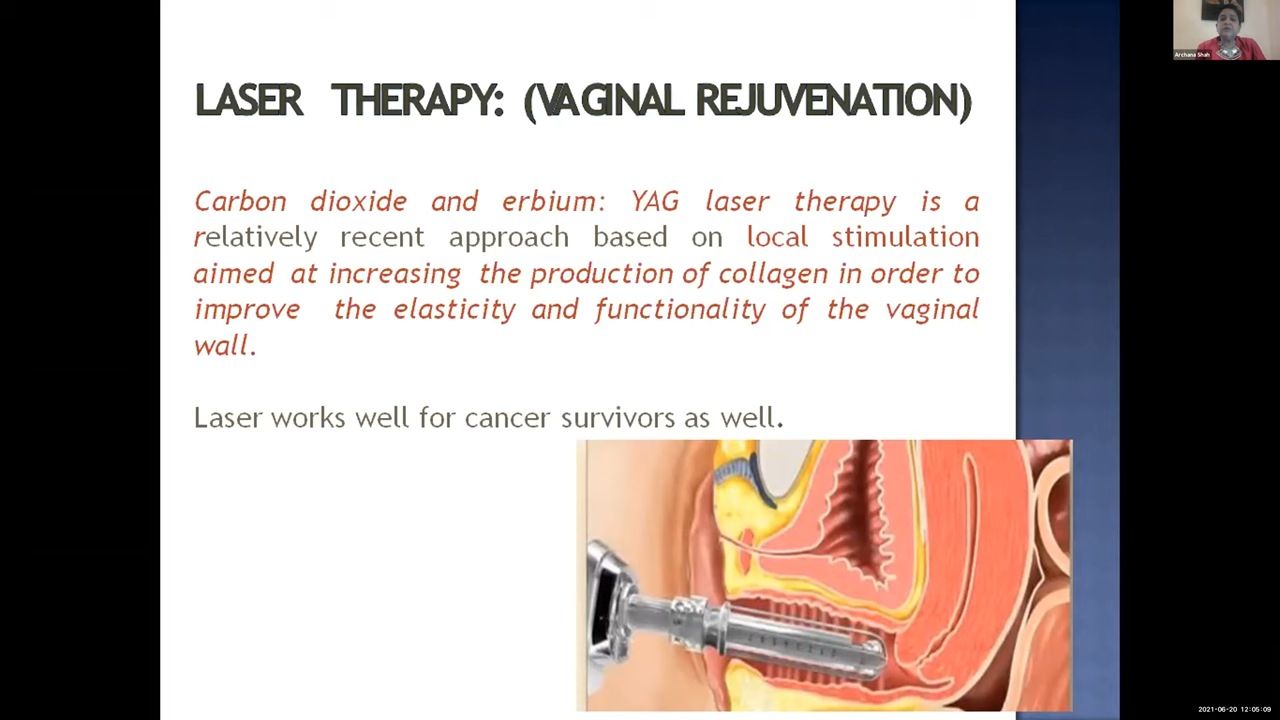 LASER THERAPY: (VAGINAL REJUVENATION)
Carbon dioxide and erbium: YAG laser therapy is a
relatively recent approach based on local stimulation
aimed at increasing the production of collagen in order to
improve the elasticity and functionality of the vaginal
wall.
Laser works well for cancer survivors as well.
Archana Shah
2021-06-20 12:05:09